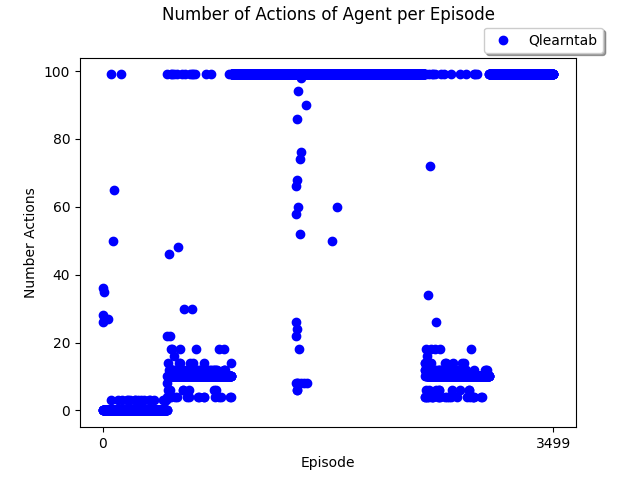 Number of Actions of Agent per Episode
Qlearntab
100
80
60
40
20
0
Number Actions
0 3499
Episode